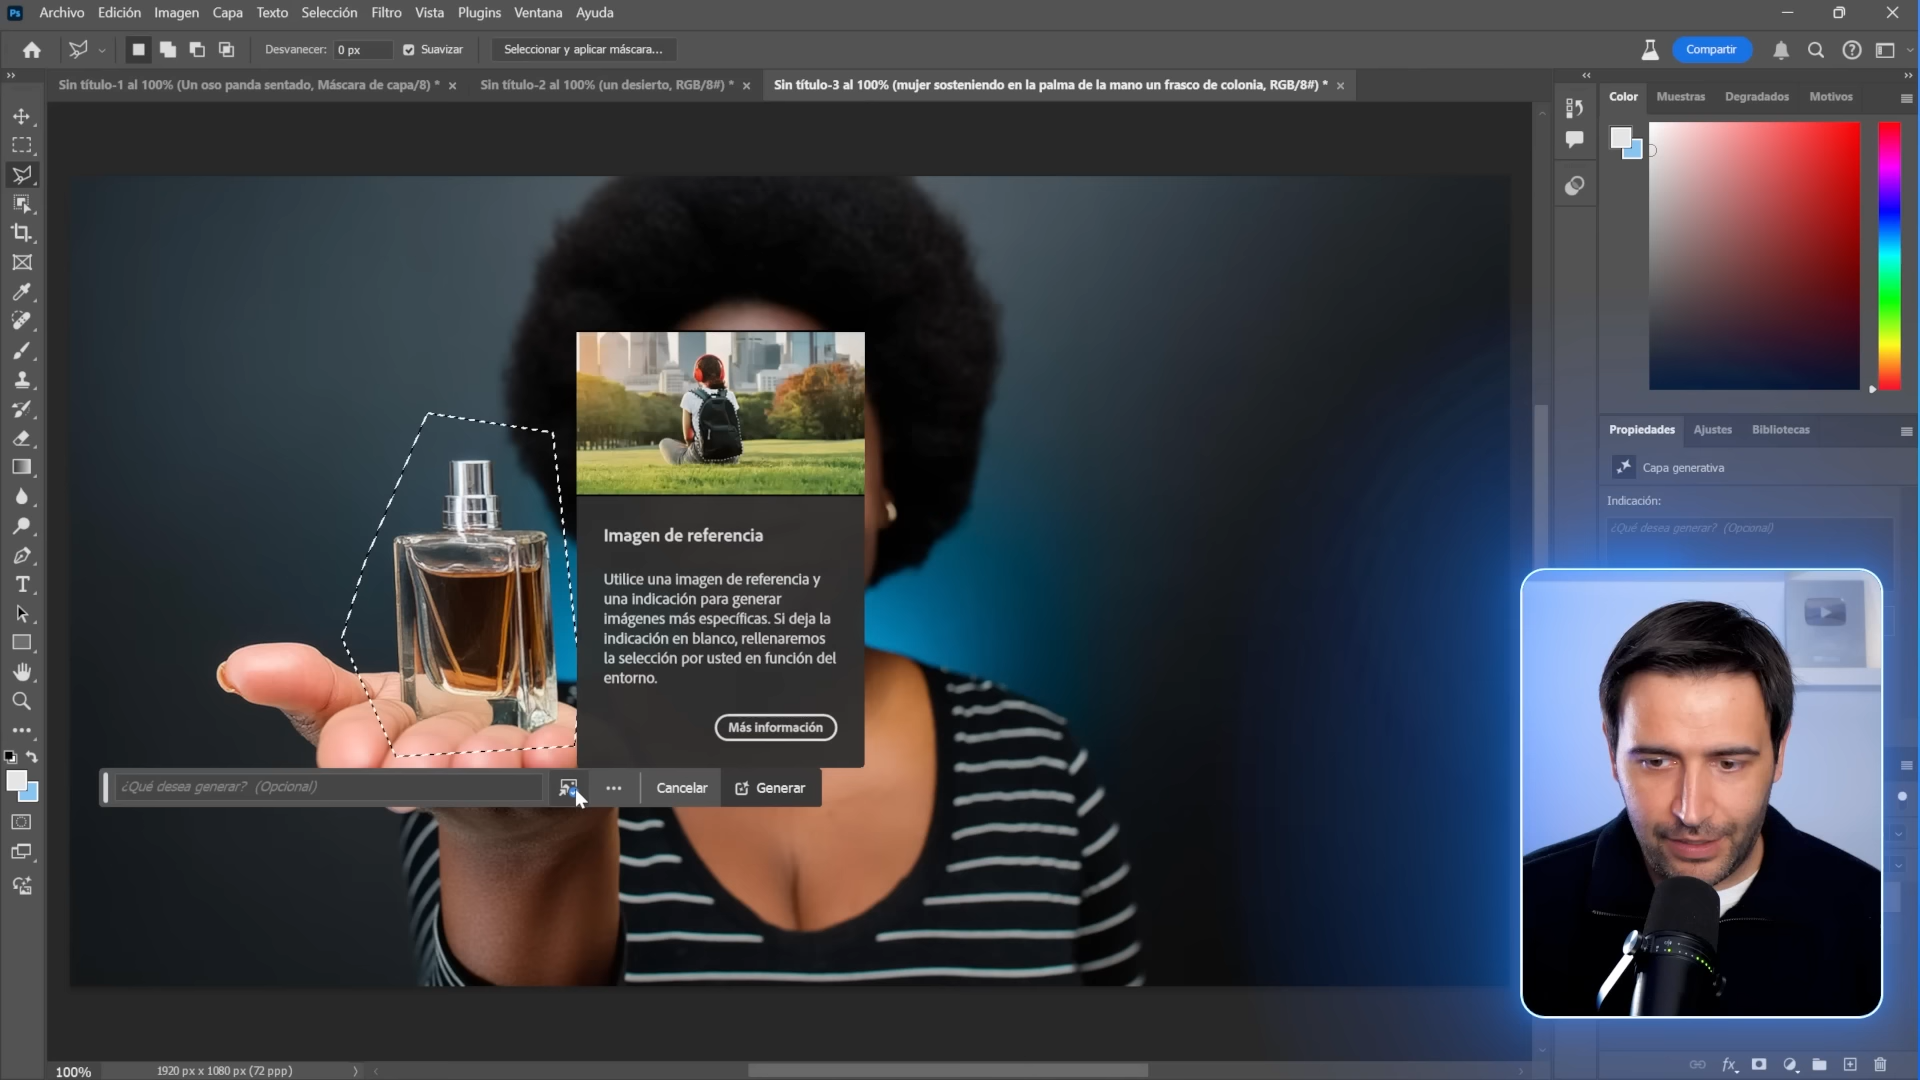 Ps Archivo Edición Imagen Capa Texto Selección Filtro Vista Plugins Ventana Ayuda
Desvanecer: 0 px Suavizar Seleccionar y aplicar máscara... Compartir
Sin título-1 al 100% (Un oso panda sentado, Máscara de capa/8) * × Sin título-2 al 100% (un desierto, RGB/8#) * × Sin título-3 al 100% (mujer sosteniendo en la palma de la mano un frasco de colonia, RGB/8#) * ×
Color Muestras Degradados Motivos
Propiedades Ajustes Bibliotecas
Capa generativa
Indicación:
¿Qué desea generar? (Opcional)
Imagen de referencia
Utilice una imagen de referencia y
una indicación para generar
imágenes más específicas. Si deja la
indicación en blanco, rellenaremos
la selección por usted en función del
entorno.
Más información
¿Qué desea generar? (Opcional) Cancelar Generar
100% 1920 px x 1080 px (72 ppp)
fx